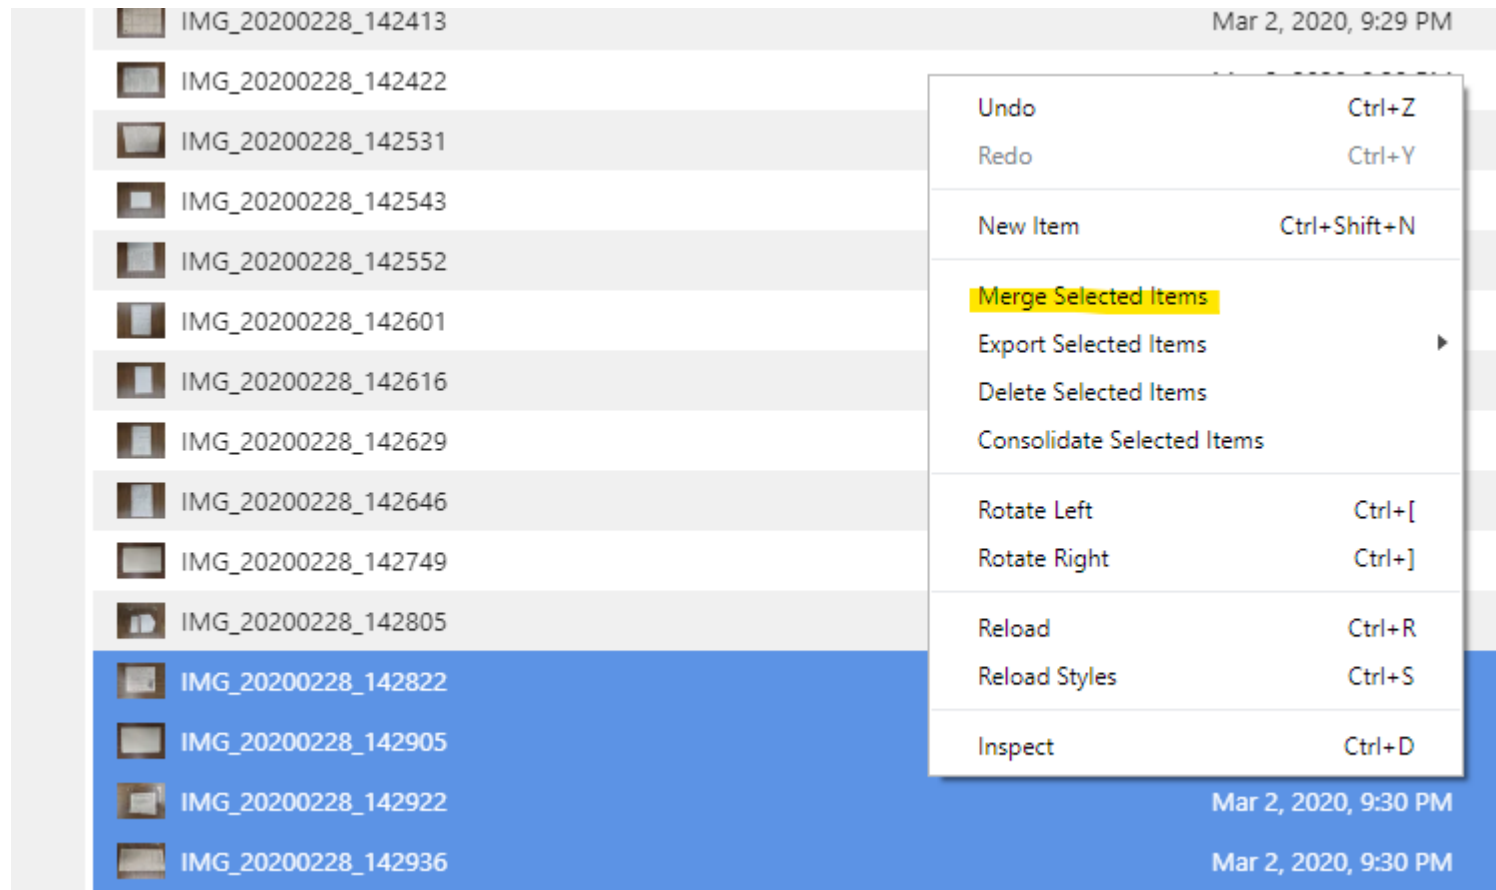 IMG_20200228_142413 Mar 2, 2020, 9:29 PM
IMG_20200228_142422
IMG_20200228_142531
IMG_20200228_142543
IMG_20200228_142552
IMG_20200228_142601
IMG_20200228_142616
IMG_20200228_142629
IMG_20200228_142646
IMG_20200228_142749
IMG_20200228_142805
IMG_20200228_142822
IMG_20200228_142905
IMG_20200228_142922 Mar 2, 2020, 9:30 PM
IMG_20200228_142936 Mar 2, 2020, 9:30 PM
Undo Ctrl+Z
Redo Ctrl+Y
New Item Ctrl+Shift+N
Merge Selected Items
Export Selected Items
Delete Selected Items
Consolidate Selected Items
Rotate Left Ctrl+[
Rotate Right Ctrl+]
Reload Ctrl+R
Reload Styles Ctrl+S
Inspect Ctrl+D